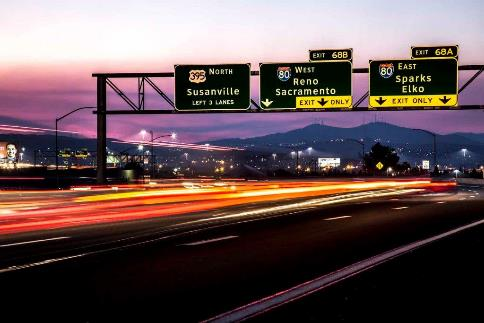 395 NORTH
SUSANVILLE
LEFT 3 LANES
EXIT 68B
80 WEST
Reno
Sacramento
EXIT ONLY
EXIT 68A
80 EAST
Sparks
Elko
EXIT ONLY